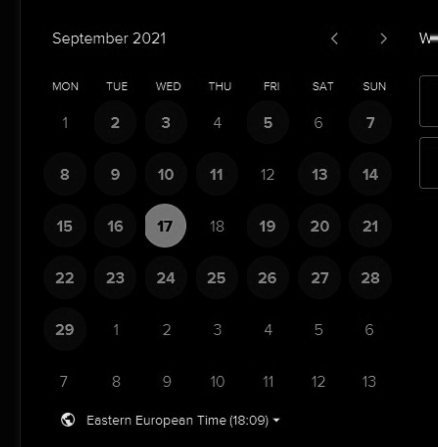 September 2021
W
MON TUE WED THU FRI SAT SUN
1 2 3 4 5 6 7
8 9 10 11 12 13 14
15 16 17 18 19 20 21
22 23 24 25 26 27 28
29 1 2 3 4 5 6
7 8 9 10 11 12 13
Eastern European Time (18:09)